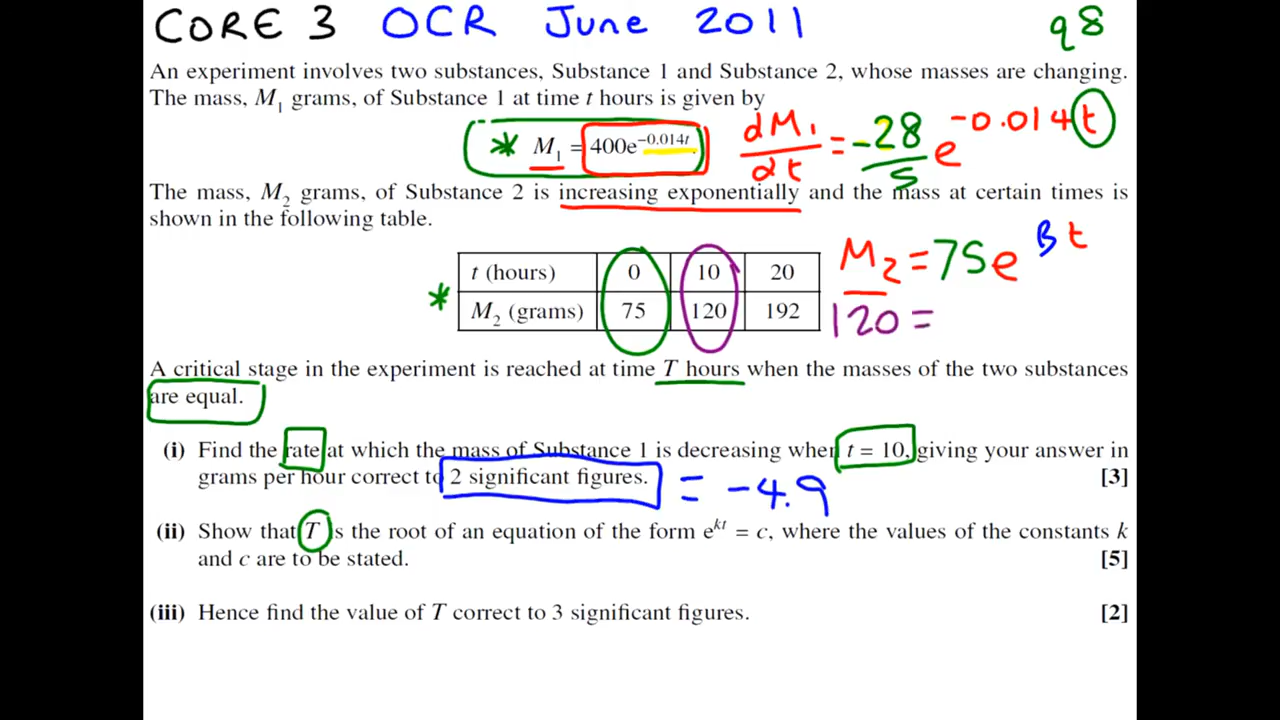 CORE 3 OCR June 2011 q8
An experiment involves two substances, Substance 1 and Substance 2, whose masses are changing.
The mass, M₁ grams, of Substance 1 at time t hours is given by
* M₁ = 400e^{−0.014t}. dM₁/dt = −28/5 e^{−0.014t}
The mass, M₂ grams, of Substance 2 is increasing exponentially and the mass at certain times is
shown in the following table.
M₂ = 75e^{Bt}
t (hours) 0 10 20
* M₂ (grams) 75 120 192
120 =
A critical stage in the experiment is reached at time T hours when the masses of the two substances
are equal.
(i) Find the rate at which the mass of Substance 1 is decreasing when t = 10, giving your answer in
grams per hour correct to 2 significant figures. [3]
= −4.9
(ii) Show that T is the root of an equation of the form e^{kt} = c, where the values of the constants k
and c are to be stated. [5]
(iii) Hence find the value of T correct to 3 significant figures. [2]